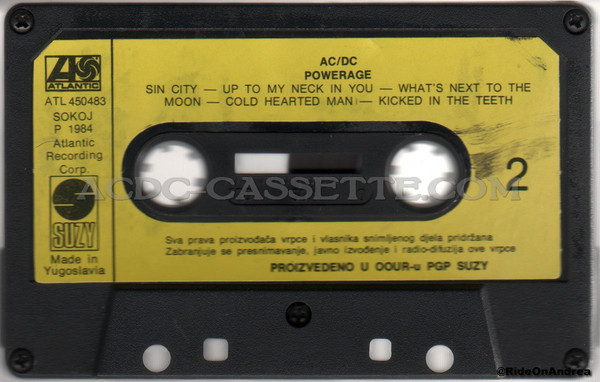 AC/DC
POWERAGE
SIN CITY — UP TO MY NECK IN YOU — WHAT'S NEXT TO THE
MOON — COLD HEARTED MAN — KICKED IN THE TEETH
ATLANTIC
ATL 450483
SOKOJ
P 1984
Atlantic
Recording
Corp.
SUZY
Made in
Yugoslavia
ACDC-CASSETTE.COM
2
Sva prava proizvođača vrpce i vlasnika snimljenog djela pridržana
Zabranjuje se presnimavanje, javno izvođenje i radio-difuzija ove vrpce
PROIZVEDENO U OOUR-u PGP SUZY
@RideOnAndrea